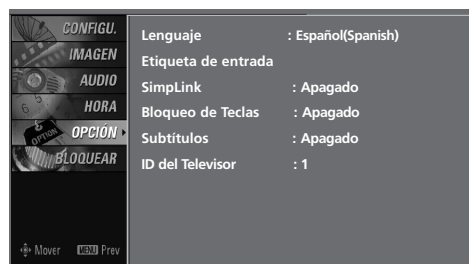 CONFIGU.
IMAGEN
AUDIO
HORA
OPCIÓN
BLOQUEAR
Mover MENU Prev
Lenguaje : Español(Spanish)
Etiqueta de entrada
SimpLink : Apagado
Bloqueo de Teclas : Apagado
Subtítulos : Apagado
ID del Televisor : 1